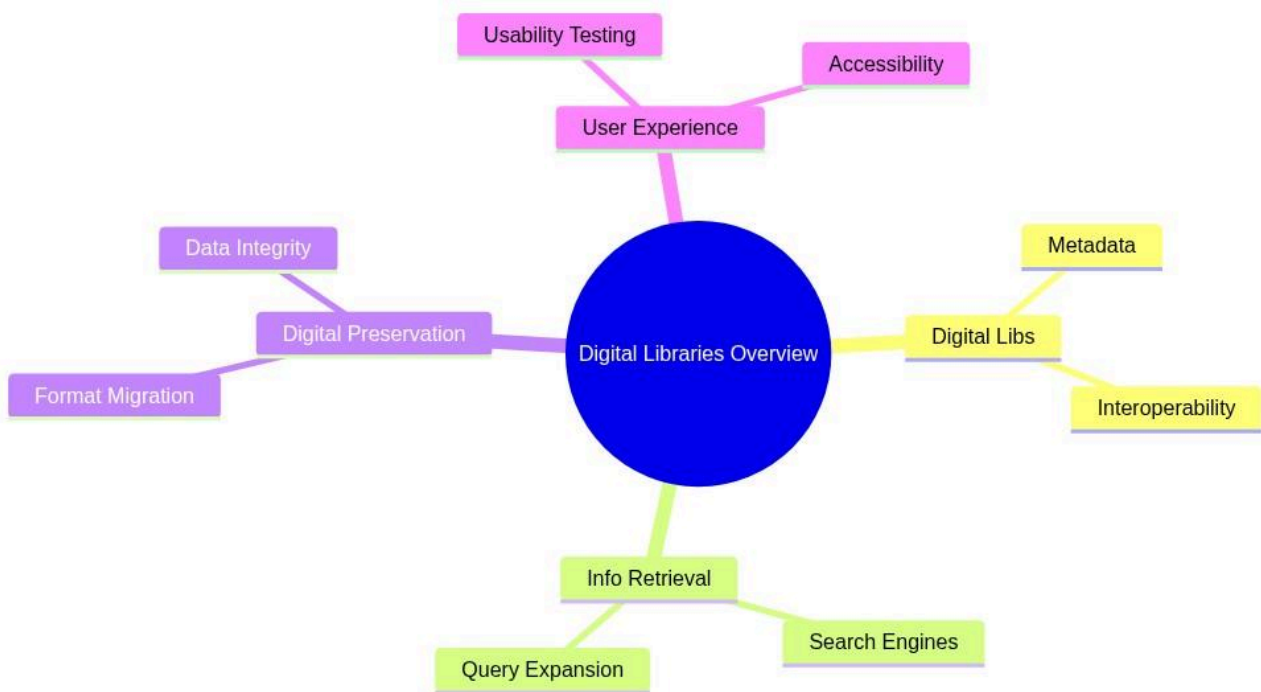 Usability Testing
Accessibility
User Experience
Data Integrity
Metadata
Digital Preservation
Digital Libs
Digital Libraries Overview
Format Migration
Interoperability
Info Retrieval
Search Engines
Query Expansion